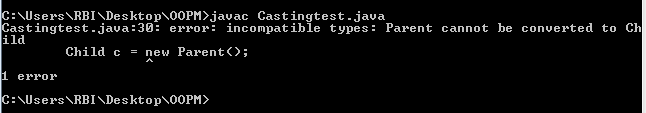 C:\Users\RBI\Desktop\OOPM>javac Castingtest.java
Castingtest.java:30: error: incompatible types: Parent cannot be converted to Ch
ild
        Child c = new Parent();
                  ^
1 error
C:\Users\RBI\Desktop\OOPM>